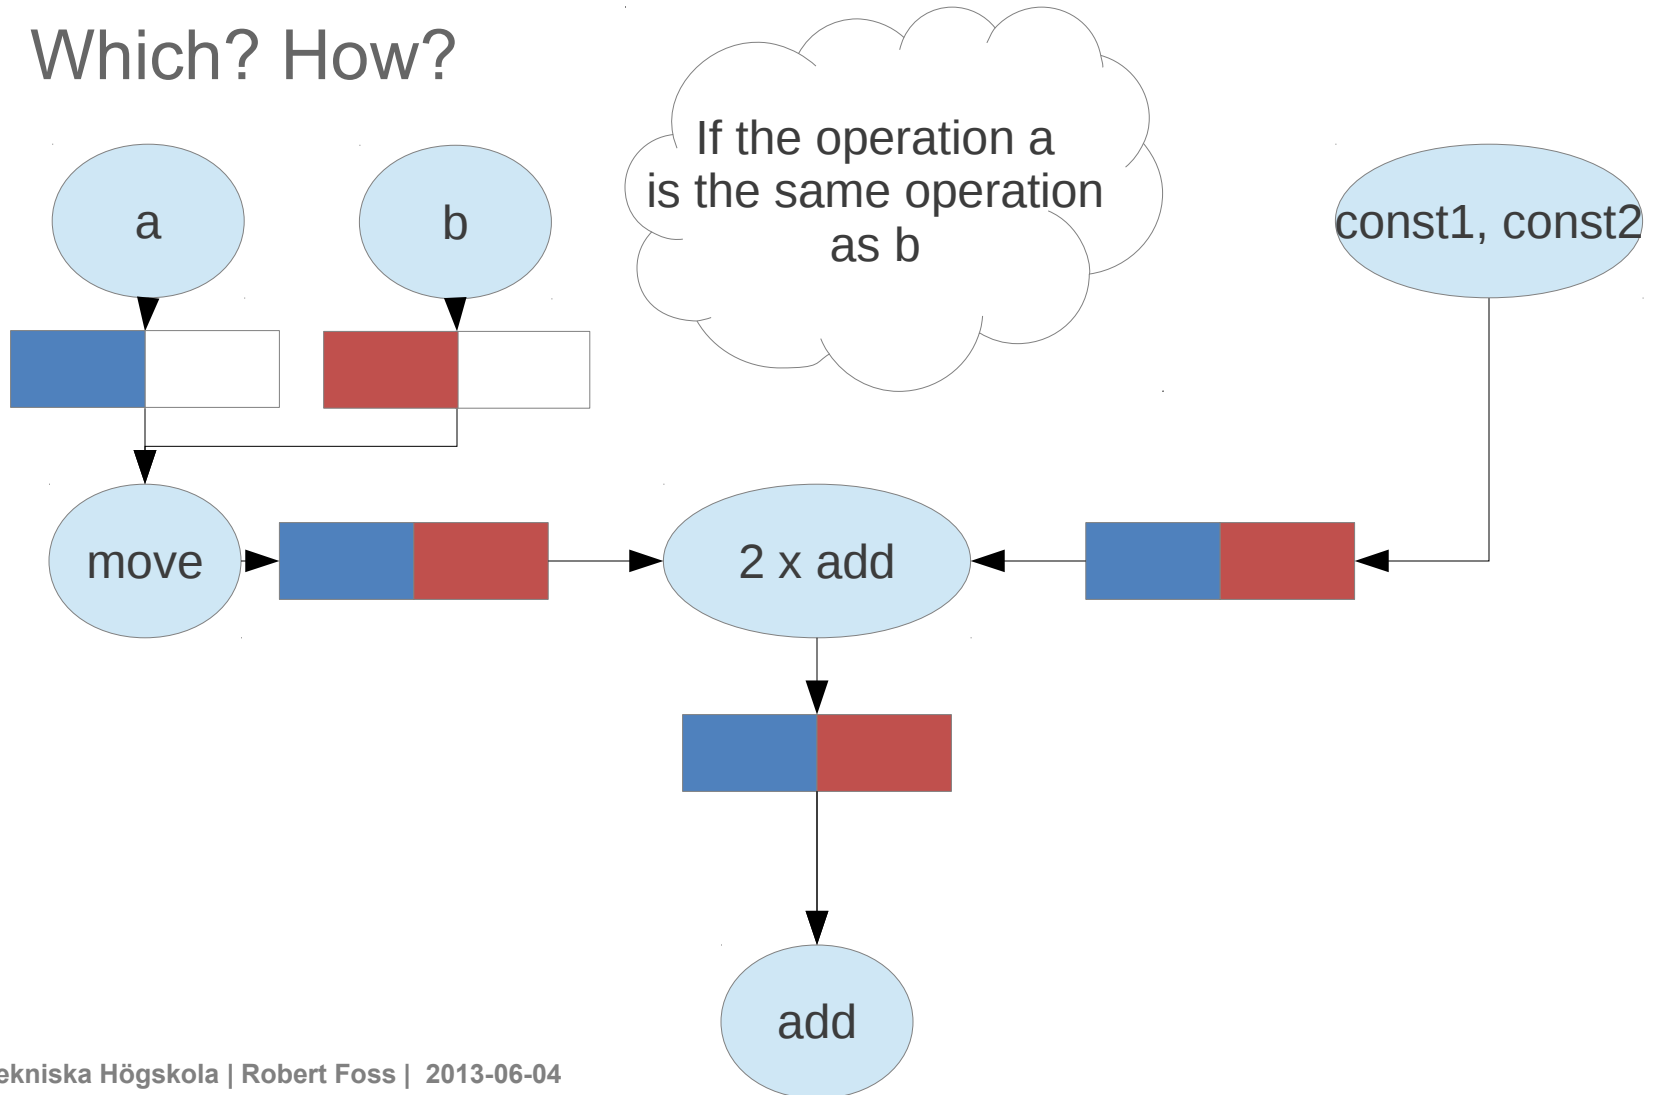 Which? How?
If the operation a
is the same operation
as b
a
b
const1, const2
move
2 x add
add
ekniska Högskola | Robert Foss | 2013-06-04